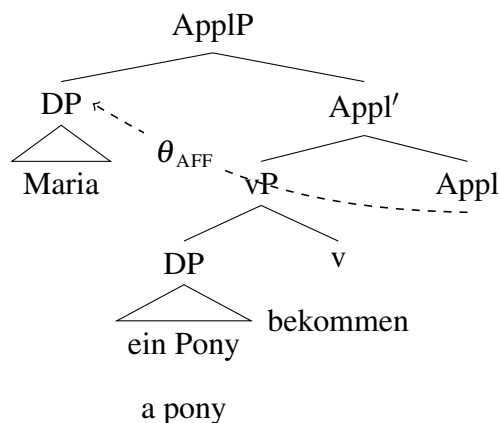 ApplP
DP Appl′
θAFF
Maria vP Appl
DP v
ein Pony bekommen
a pony